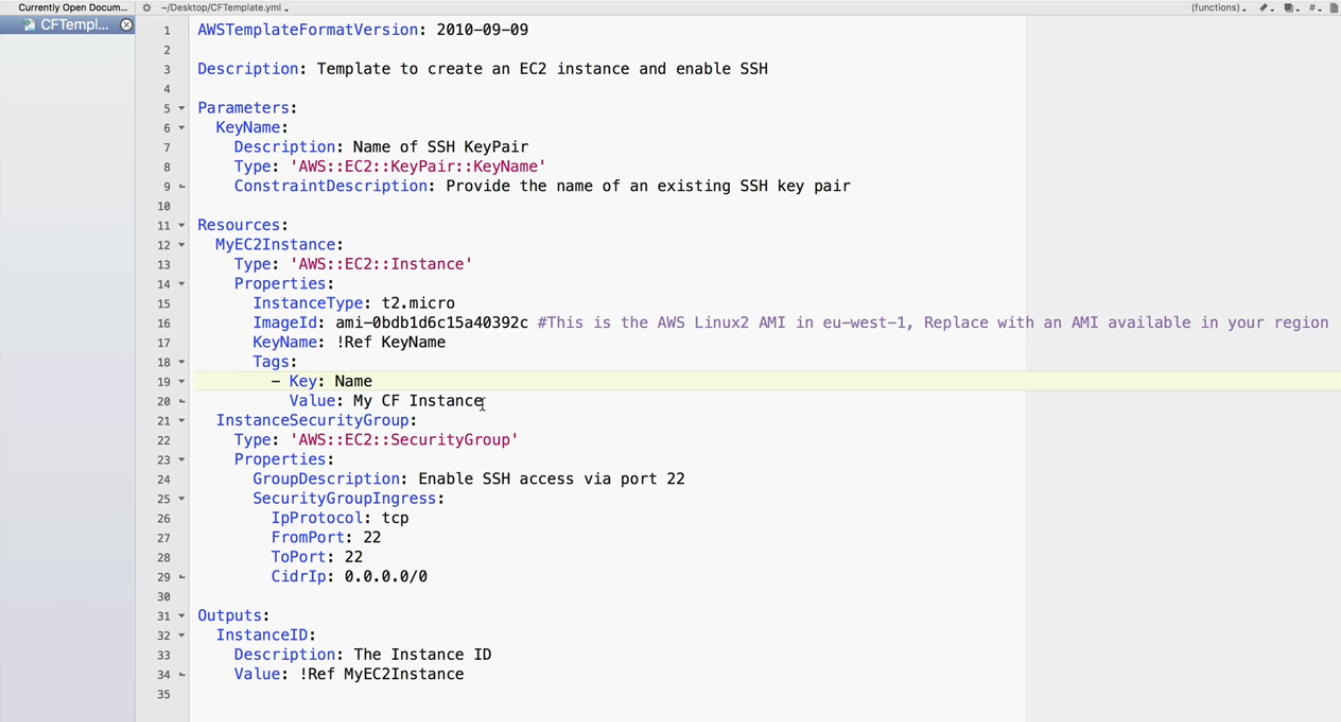 Currently Open Docum...
~/Desktop/CFTemplate.yml
(functions)
#
CFTempl...
1 AWSTemplateFormatVersion: 2010-09-09
2
3 Description: Template to create an EC2 instance and enable SSH
4
5 Parameters:
6   KeyName:
7     Description: Name of SSH KeyPair
8     Type: 'AWS::EC2::KeyPair::KeyName'
9     ConstraintDescription: Provide the name of an existing SSH key pair
10
11 Resources:
12   MyEC2Instance:
13     Type: 'AWS::EC2::Instance'
14     Properties:
15       InstanceType: t2.micro
16       ImageId: ami-0bdb1d6c15a40392c #This is the AWS Linux2 AMI in eu-west-1, Replace with an AMI available in your region
17       KeyName: !Ref KeyName
18       Tags:
19         - Key: Name
20           Value: My CF Instance
21   InstanceSecurityGroup:
22     Type: 'AWS::EC2::SecurityGroup'
23     Properties:
24       GroupDescription: Enable SSH access via port 22
25       SecurityGroupIngress:
26         IpProtocol: tcp
27         FromPort: 22
28         ToPort: 22
29         CidrIp: 0.0.0.0/0
30
31 Outputs:
32   InstanceID:
33     Description: The Instance ID
34     Value: !Ref MyEC2Instance
35